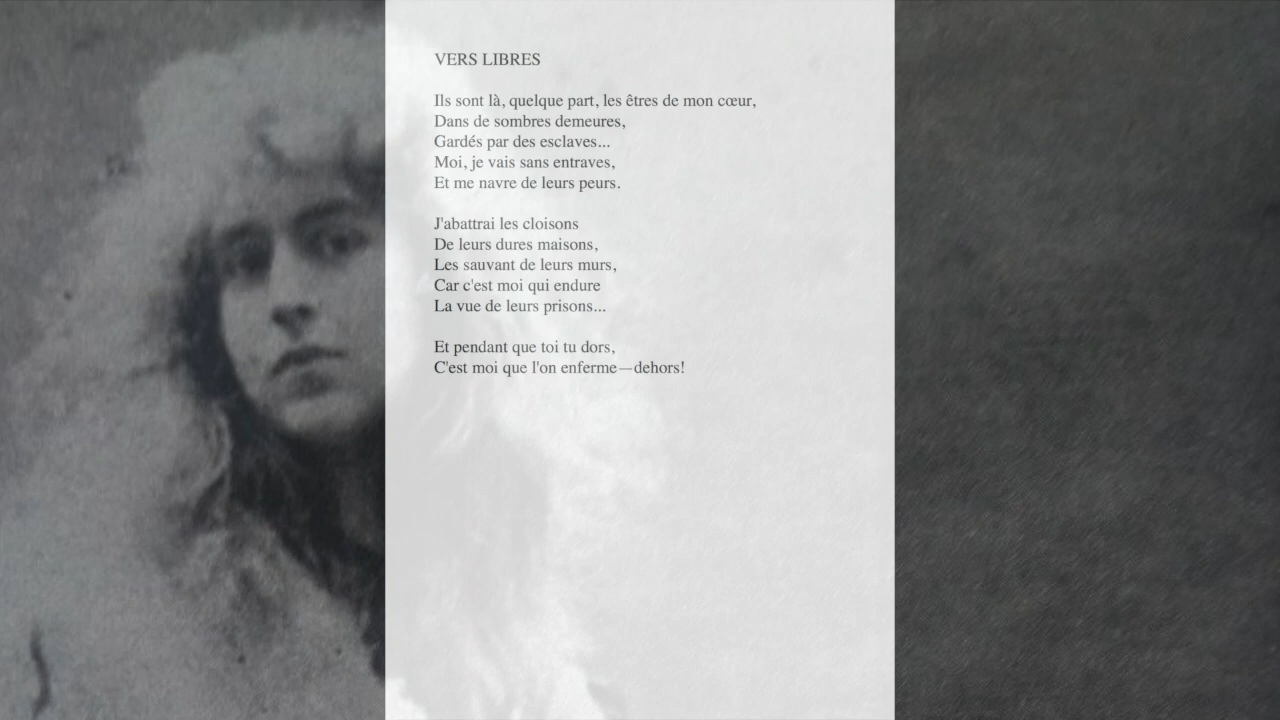 VERS LIBRES
Ils sont là, quelque part, les êtres de mon cœur,
Dans de sombres demeures,
Gardés par des esclaves...
Moi, je vais sans entraves,
Et me navre de leurs peurs.
J'abattrai les cloisons
De leurs dures maisons,
Les sauvant de leurs murs,
Car c'est moi qui endure
La vue de leurs prisons...
Et pendant que toi tu dors,
C'est moi que l'on enferme—dehors!